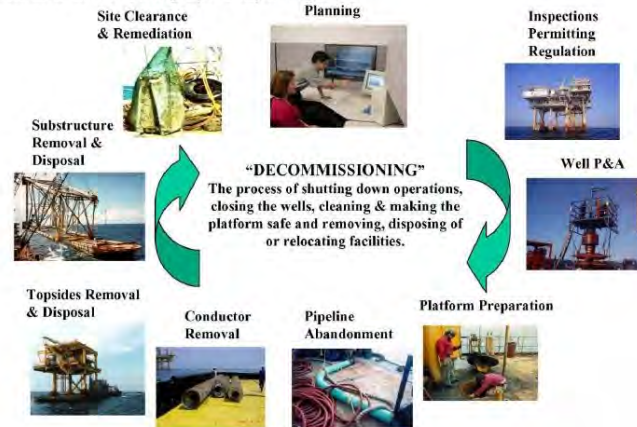 Planning
Inspections
Permitting
Regulation
Well P&A
Platform Preparation
Pipeline
Abandonment
Conductor
Removal
Topsides Removal
& Disposal
Substructure
Removal &
Disposal
Site Clearance
& Remediation
“DECOMMISSIONING”
The process of shutting down operations,
closing the wells, cleaning & making the
platform safe and removing, disposing of
or relocating facilities.